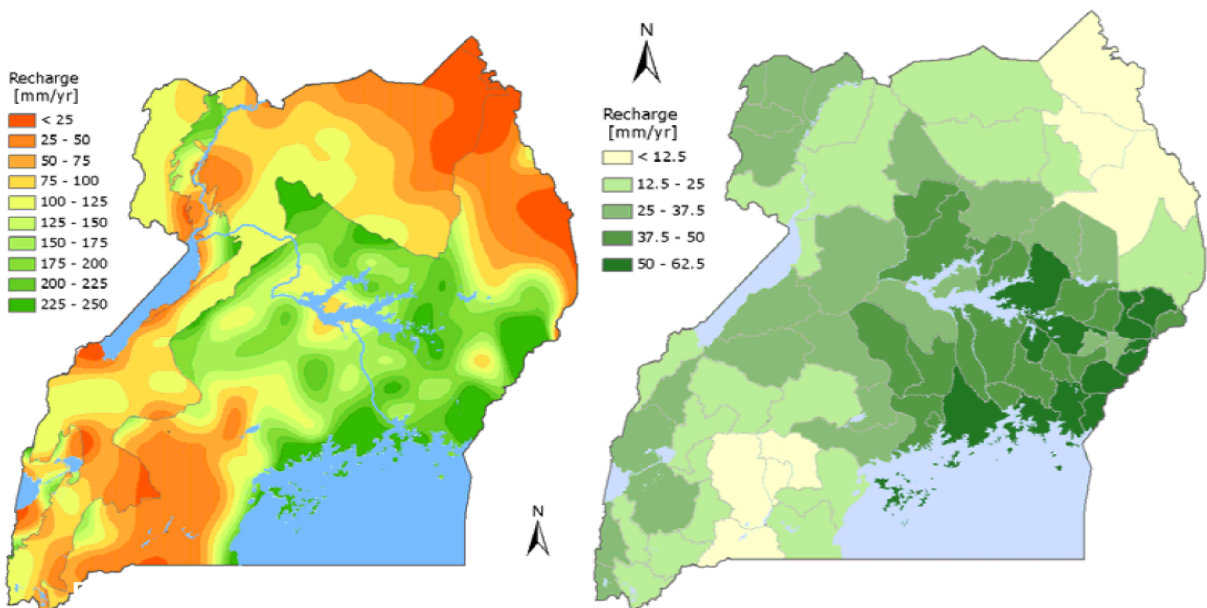 Recharge
[mm/yr]
< 25
25 - 50
50 - 75
75 - 100
100 - 125
125 - 150
150 - 175
175 - 200
200 - 225
225 - 250
N
N
Recharge
[mm/yr]
< 12.5
12.5 - 25
25 - 37.5
37.5 - 50
50 - 62.5